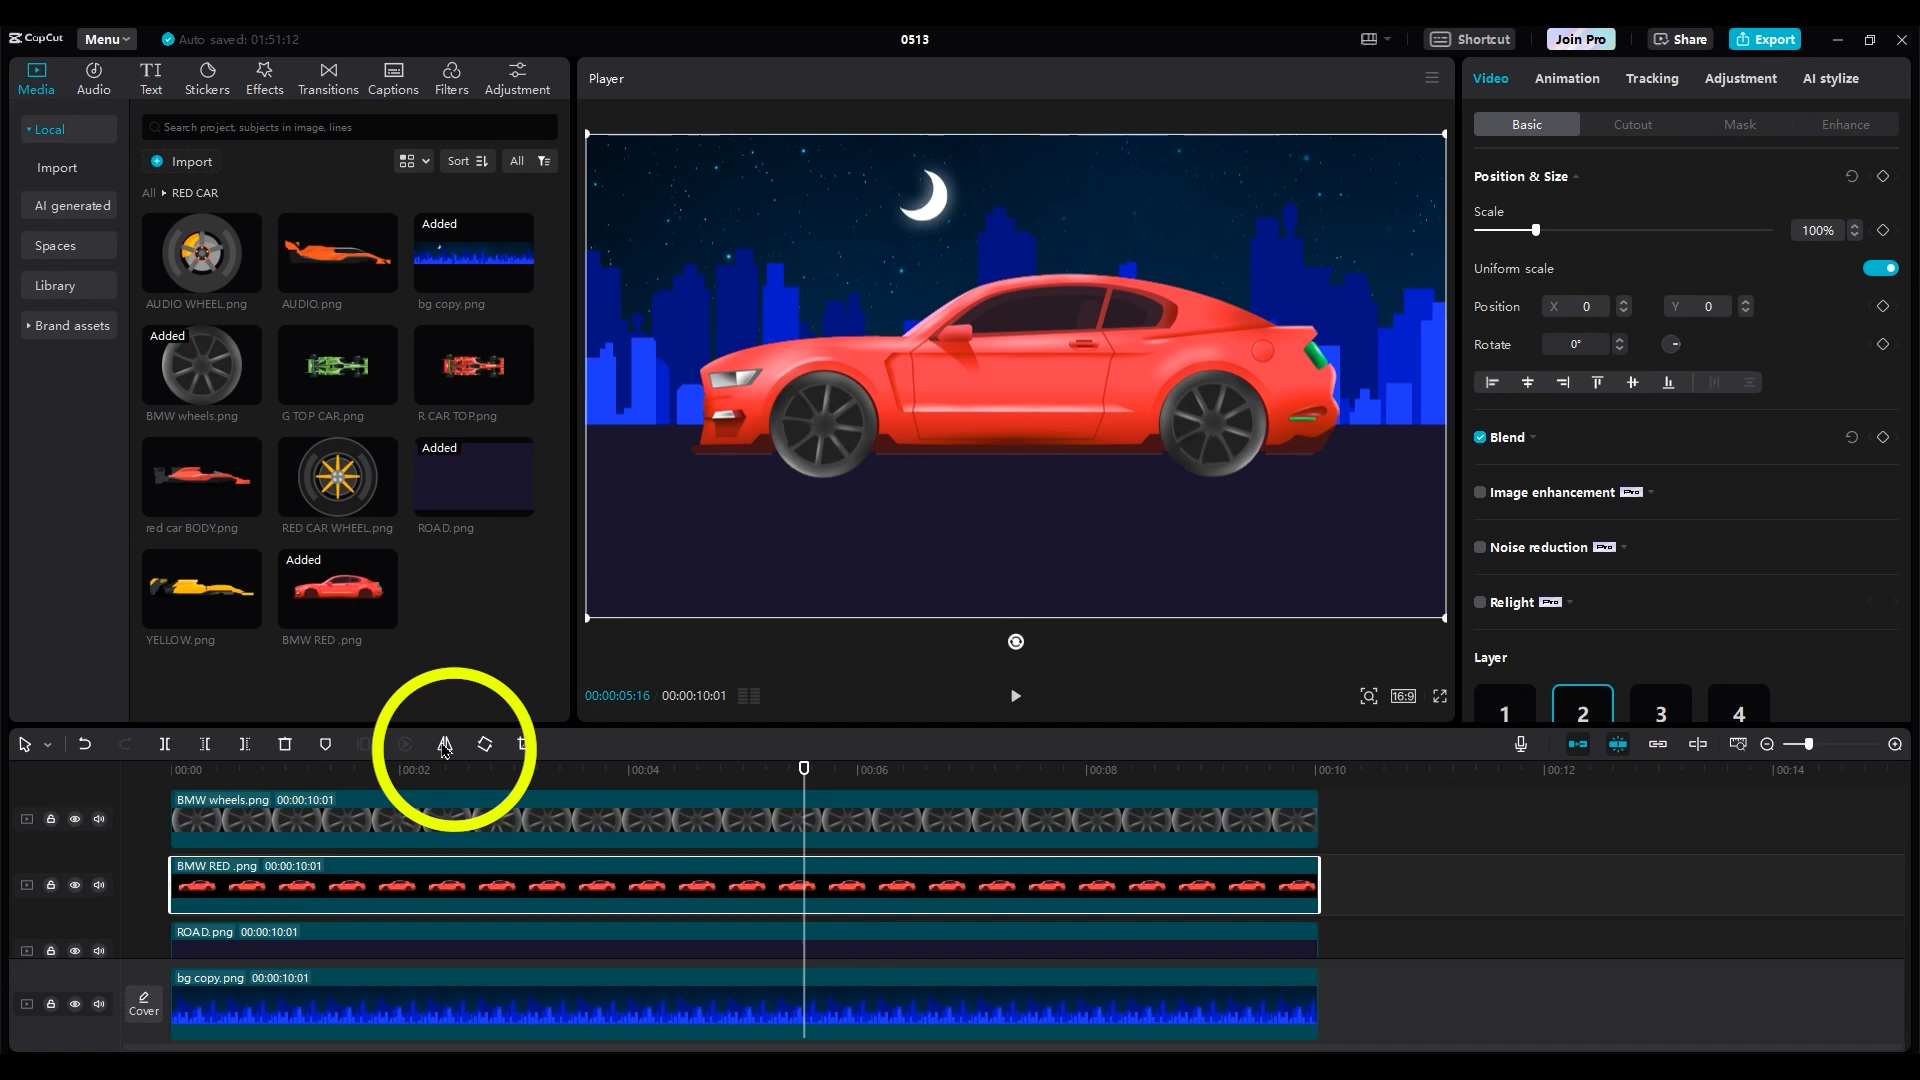 CapCut
Menu
Auto saved: 01:51:12
0513
Shortcut
Join Pro
Share
Export
Media
Audio
TI
Text
Stickers
Effects
Transitions
Captions
Filters
Adjustment
Local
Import
AI generated
Spaces
Library
Brand assets
Search project, subjects in image, lines
Import
Sort
All
All
RED CAR
AUDIO WHEEL.png
AUDIO.png
Added
bg copy.png
Added
BMW wheels.png
G TOP CAR.png
R CAR TOP.png
red car BODY.png
RED CAR WHEEL.png
Added
ROAD.png
YELLOW.png
Added
BMW RED .png
Player
00:00:05:16
00:00:10:01
16:9
Video
Animation
Tracking
Adjustment
AI stylize
Basic
Cutout
Mask
Enhance
Position & Size
Scale
100%
Uniform scale
Position
X
0
Y
0
Rotate
0°
Blend
Image enhancement
Pro
Noise reduction
Pro
Relight
Pro
Layer
1
2
3
4
00:00
00:02
00:04
00:06
00:08
00:10
00:12
00:14
BMW wheels.png 00:00:10:01
BMW RED .png 00:00:10:01
ROAD.png 00:00:10:01
Cover
bg copy.png 00:00:10:01